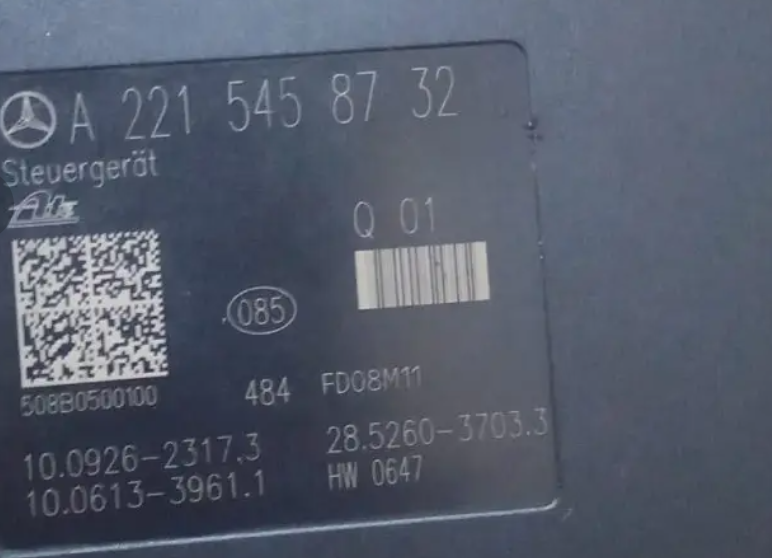 A 221 545 87 32
Steuergerät
Ate
Q 01
085
508B0500100
484 FD08M11
10.0926-2317.3 28.5260-3703.3
10.0613-3961.1 HW 0647